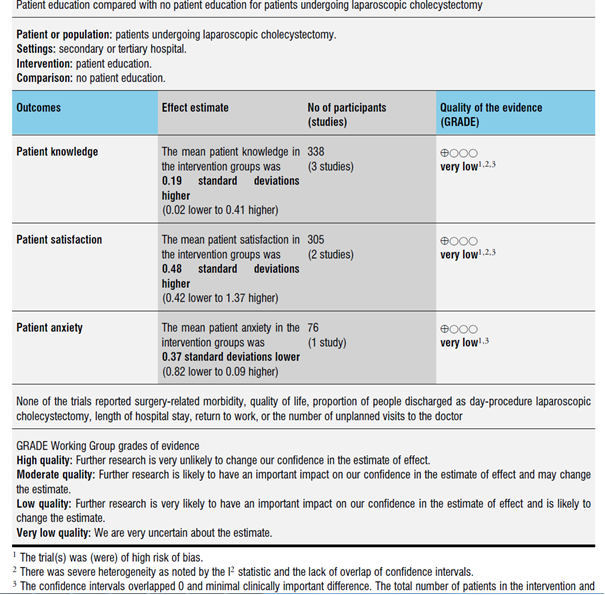 Patient education compared with no patient education for patients undergoing laparoscopic cholecystectomy
Patient or population: patients undergoing laparoscopic cholecystectomy.
Settings: secondary or tertiary hospital.
Intervention: patient education.
Comparison: no patient education.
Outcomes Effect estimate No of participants (studies) Quality of the evidence (GRADE)
Patient knowledge
The mean patient knowledge in
the intervention groups was
0.19 standard deviations
higher
(0.02 lower to 0.41 higher)
338
(3 studies)
⊕○○○
very low1,2,3
Patient satisfaction
The mean patient satisfaction in
the intervention groups was
0.48 standard deviations
higher
(0.42 lower to 1.37 higher)
305
(2 studies)
⊕○○○
very low1,2,3
Patient anxiety
The mean patient anxiety in the
intervention groups was
0.37 standard deviations lower
(0.82 lower to 0.09 higher)
76
(1 study)
⊕○○○
very low1,3
None of the trials reported surgery-related morbidity, quality of life, proportion of people discharged as day-procedure laparoscopic
cholecystectomy, length of hospital stay, return to work, or the number of unplanned visits to the doctor
GRADE Working Group grades of evidence
High quality: Further research is very unlikely to change our confidence in the estimate of effect.
Moderate quality: Further research is likely to have an important impact on our confidence in the estimate of effect and may change
the estimate.
Low quality: Further research is very likely to have an important impact on our confidence in the estimate of effect and is likely to
change the estimate.
Very low quality: We are very uncertain about the estimate.
1 The trial(s) was (were) of high risk of bias.
2 There was severe heterogeneity as noted by the I2 statistic and the lack of overlap of confidence intervals.
3 The confidence intervals overlapped 0 and minimal clinically important difference. The total number of patients in the intervention and